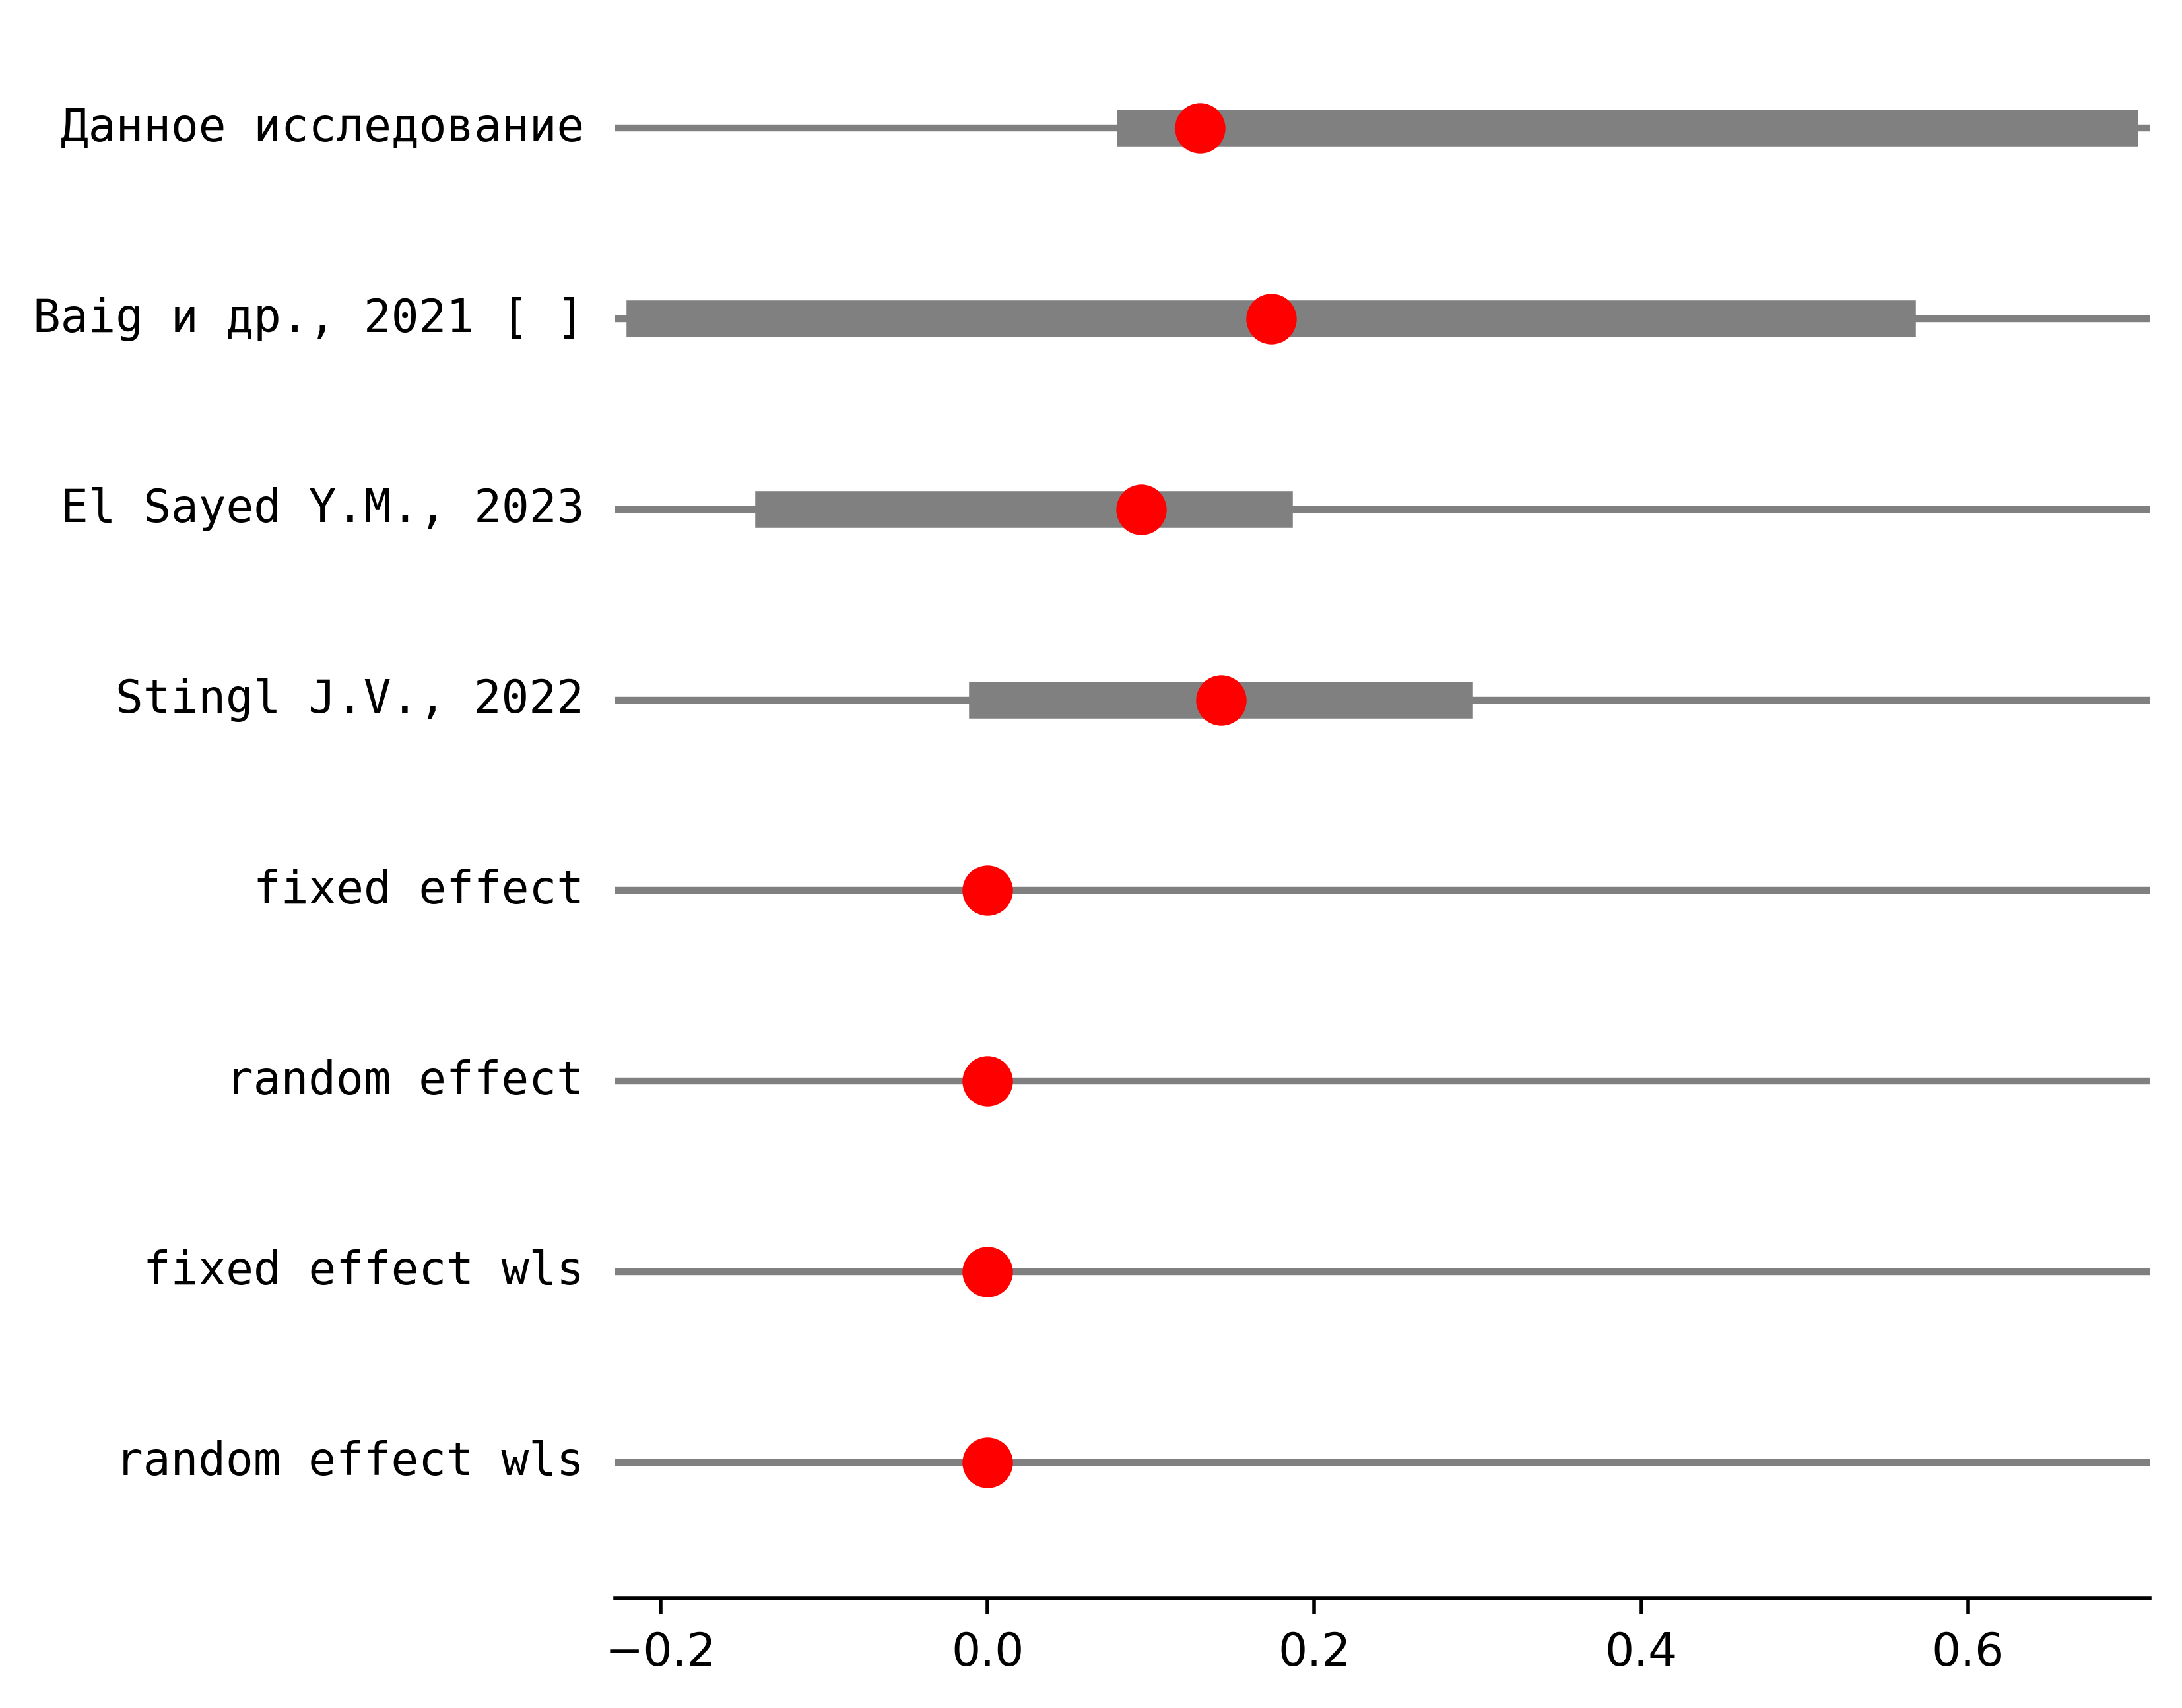 Данное исследование
Baig и др., 2021 [ ]
El Sayed Y.M., 2023
Stingl J.V., 2022
fixed effect
random effect
fixed effect wls
random effect wls
−0.2 0.0 0.2 0.4 0.6